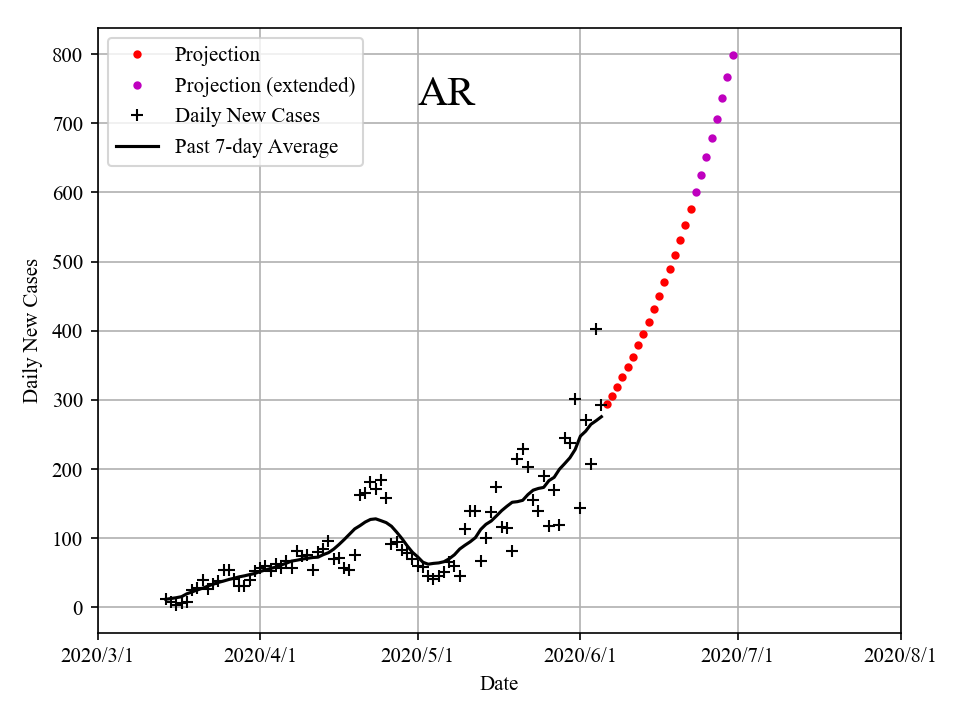 AR
Projection
Projection (extended)
Daily New Cases
Past 7-day Average
Daily New Cases
800
700
600
500
400
300
200
100
0
2020/3/1 2020/4/1 2020/5/1 2020/6/1 2020/7/1 2020/8/1
Date